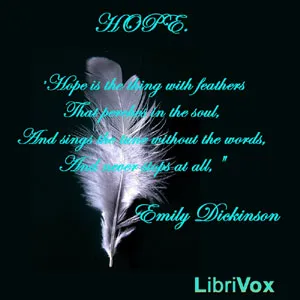 HOPE.
"Hope is the thing with feathers
That perches in the soul,
And sings the tune without the words,
And never stops at all,"
Emily Dickinson
LibriVox